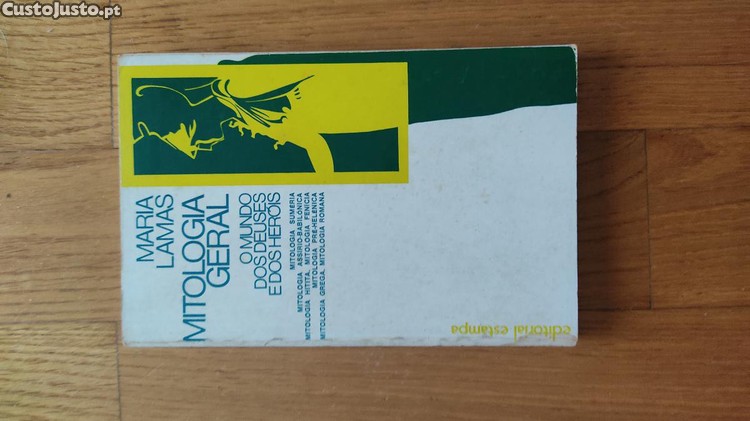 CustoJusto.pt
MARIA
LAMAS
MITOLOGIA
GERAL
O MUNDO
DOS DEUSES
E DOS HERÓIS
MITOLOGIA SUMÉRIA
MITOLOGIA ASSÍRIO-BABILÓNICA
MITOLOGIA HITITA, MITOLOGIA FENÍCIA
MITOLOGIA PRÉ-HELÉNICA
MITOLOGIA GREGA, MITOLOGIA ROMANA
editorial estampa